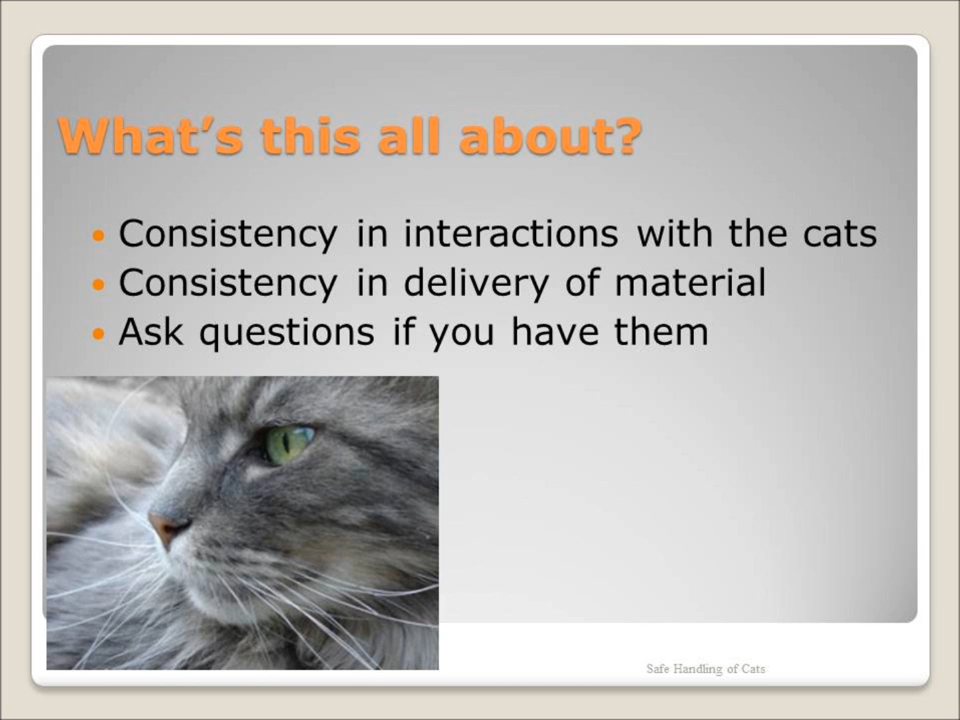 What’s this all about?
Consistency in interactions with the cats
Consistency in delivery of material
Ask questions if you have them
Safe Handling of Cats